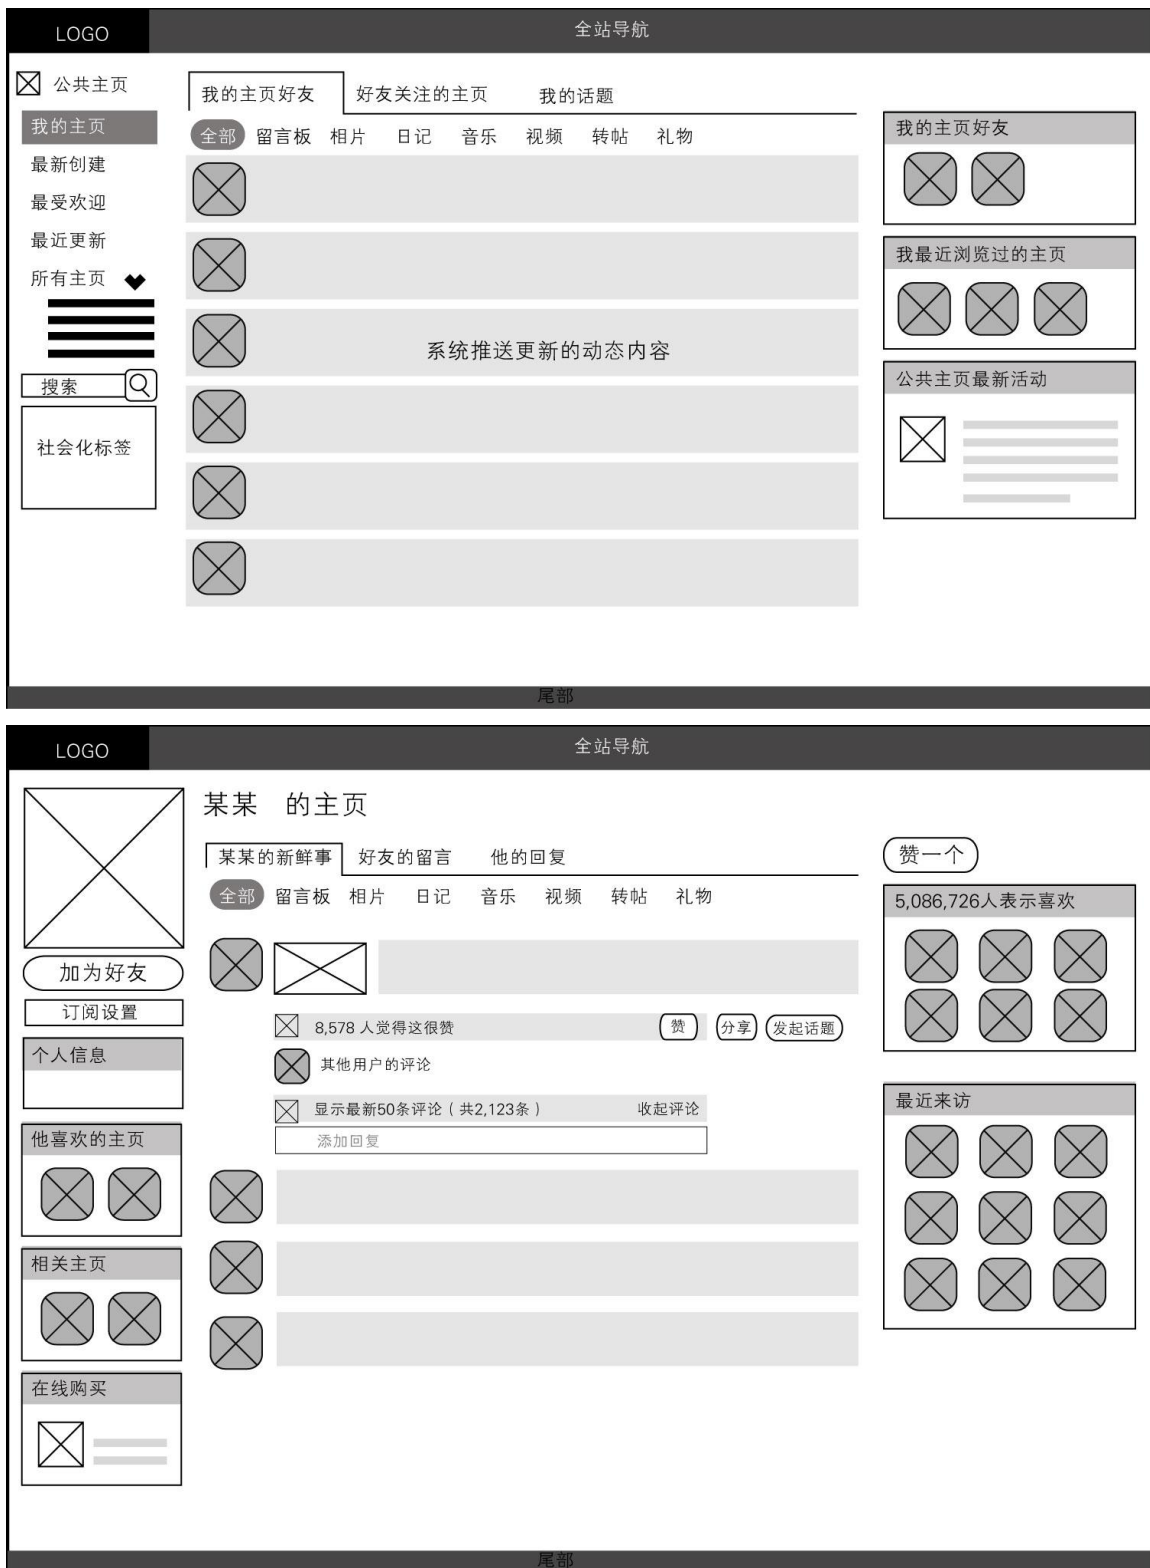 LOGO
全站导航
公共主页
我的主页
最新创建
最受欢迎
最近更新
所有主页
搜索
社会化标签
我的主页好友 好友关注的主页 我的话题
全部 留言板 相片 日记 音乐 视频 转帖 礼物
系统推送更新的动态内容
我的主页好友
我最近浏览过的主页
公共主页最新活动
尾部
LOGO
全站导航
加为好友
订阅设置
个人信息
他喜欢的主页
相关主页
在线购买
某某 的主页
某某的新鲜事 好友的留言 他的回复
全部 留言板 相片 日记 音乐 视频 转帖 礼物
8,578 人觉得这很赞 赞 分享 发起话题
其他用户的评论
显示最新50条评论（共2,123条） 收起评论
添加回复
赞一个
5,086,726人表示喜欢
最近来访
尾部